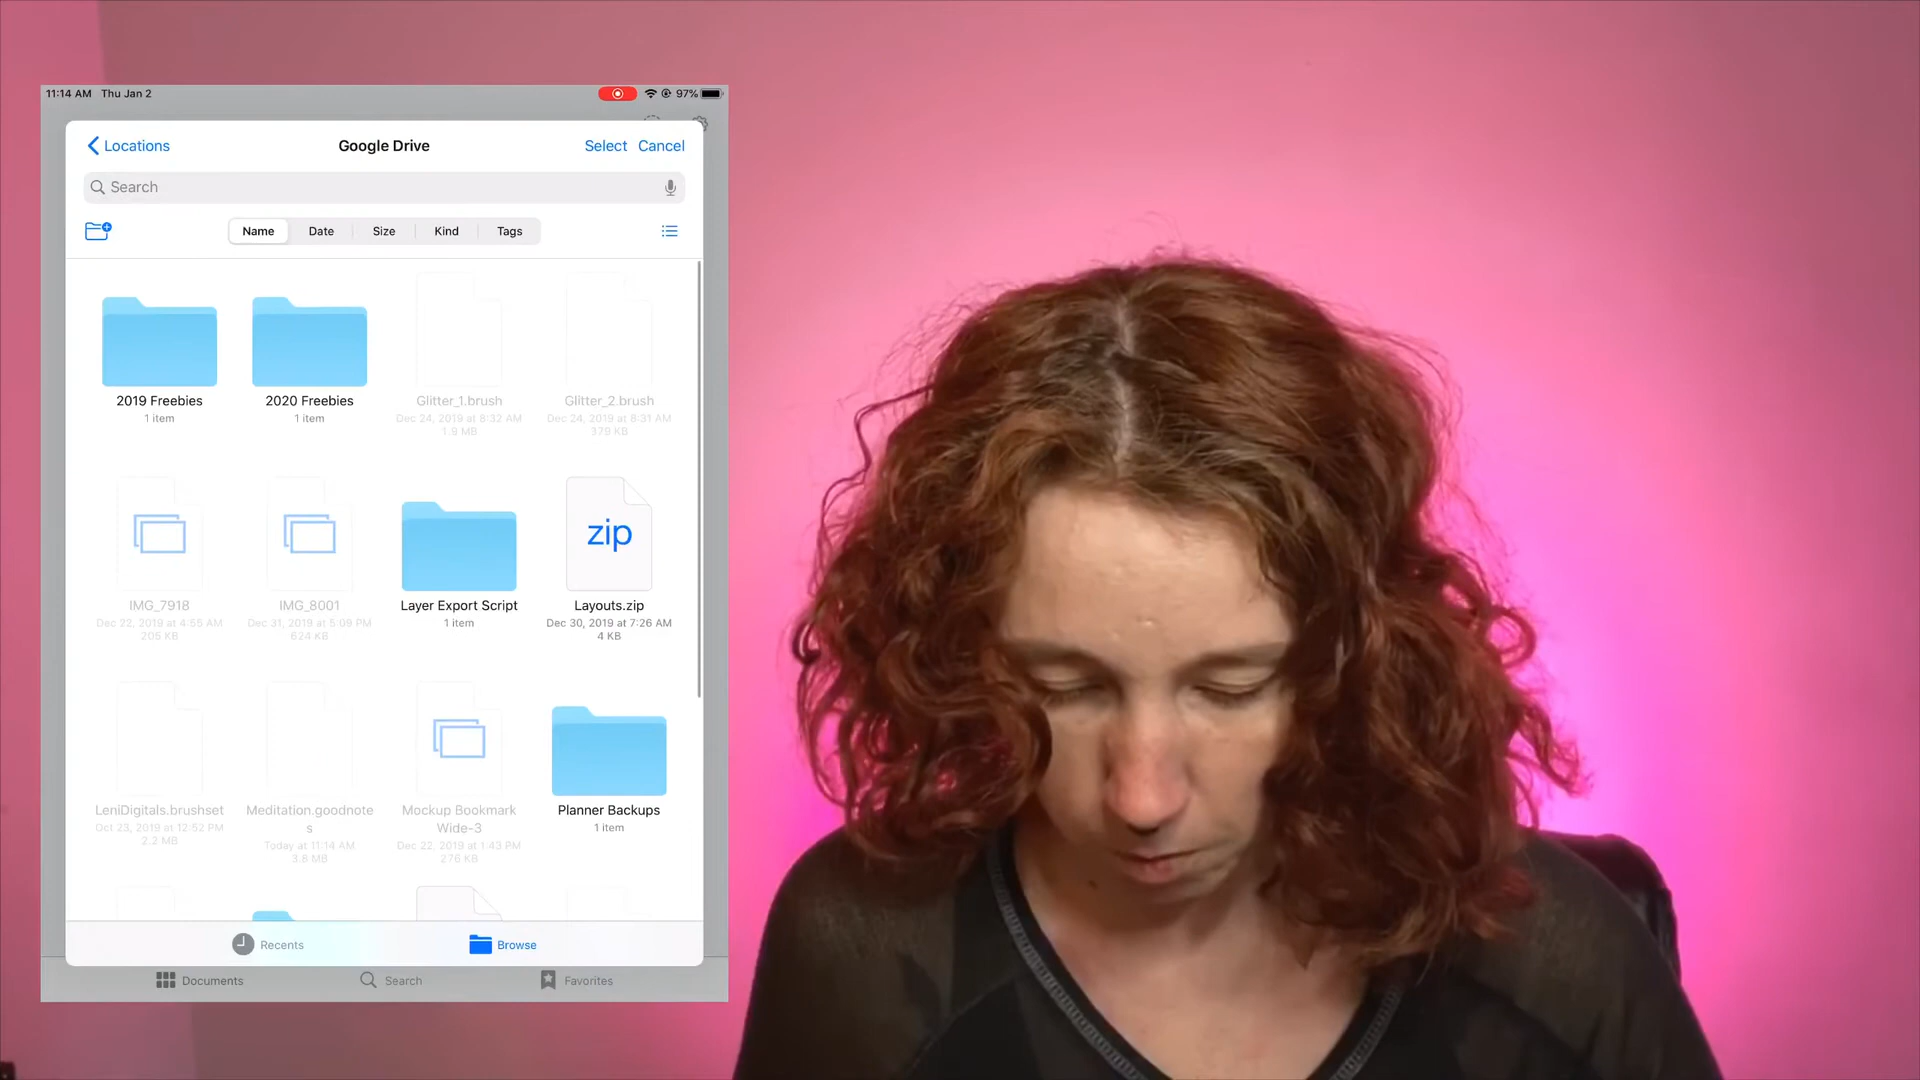 11:14 AM Thu Jan 2
97%
Locations
Google Drive
Select Cancel
Search
Name Date Size Kind Tags
2019 Freebies
1 item
2020 Freebies
1 item
Glitter_1.brush
Dec 24, 2019 at 8:32 AM
1.9 MB
Glitter_2.brush
Dec 24, 2019 at 8:31 AM
379 KB
IMG_7918
Dec 22, 2019 at 4:55 AM
205 KB
IMG_8001
Dec 31, 2019 at 5:09 PM
624 KB
Layer Export Script
1 item
zip
Layouts.zip
Dec 30, 2019 at 7:26 AM
4 KB
LeniDigitals.brushset
Oct 23, 2019 at 12:52 PM
2.2 MB
Meditation.goodnote
s
Today at 11:14 AM
3.8 MB
Mockup Bookmark
Wide-3
Dec 22, 2019 at 1:43 PM
276 KB
Planner Backups
1 item
Recents
Browse
Documents
Search
Favorites